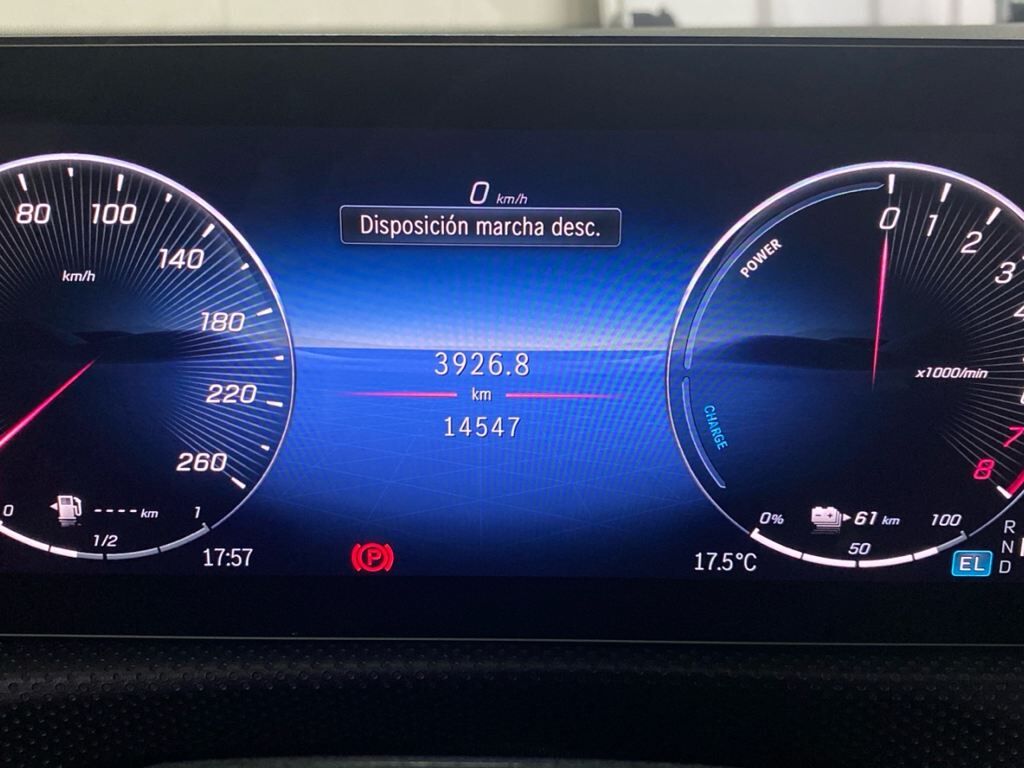 0 km/h
Disposición marcha desc.
80
100
140
180
220
260
km/h
3926.8
km
14547
POWER
CHARGE
0
1
2
3
x1000/min
7
8
0
1/2
1
---- km
17:57
P
17.5°C
0%
50
100
61 km
EL
R
N
D